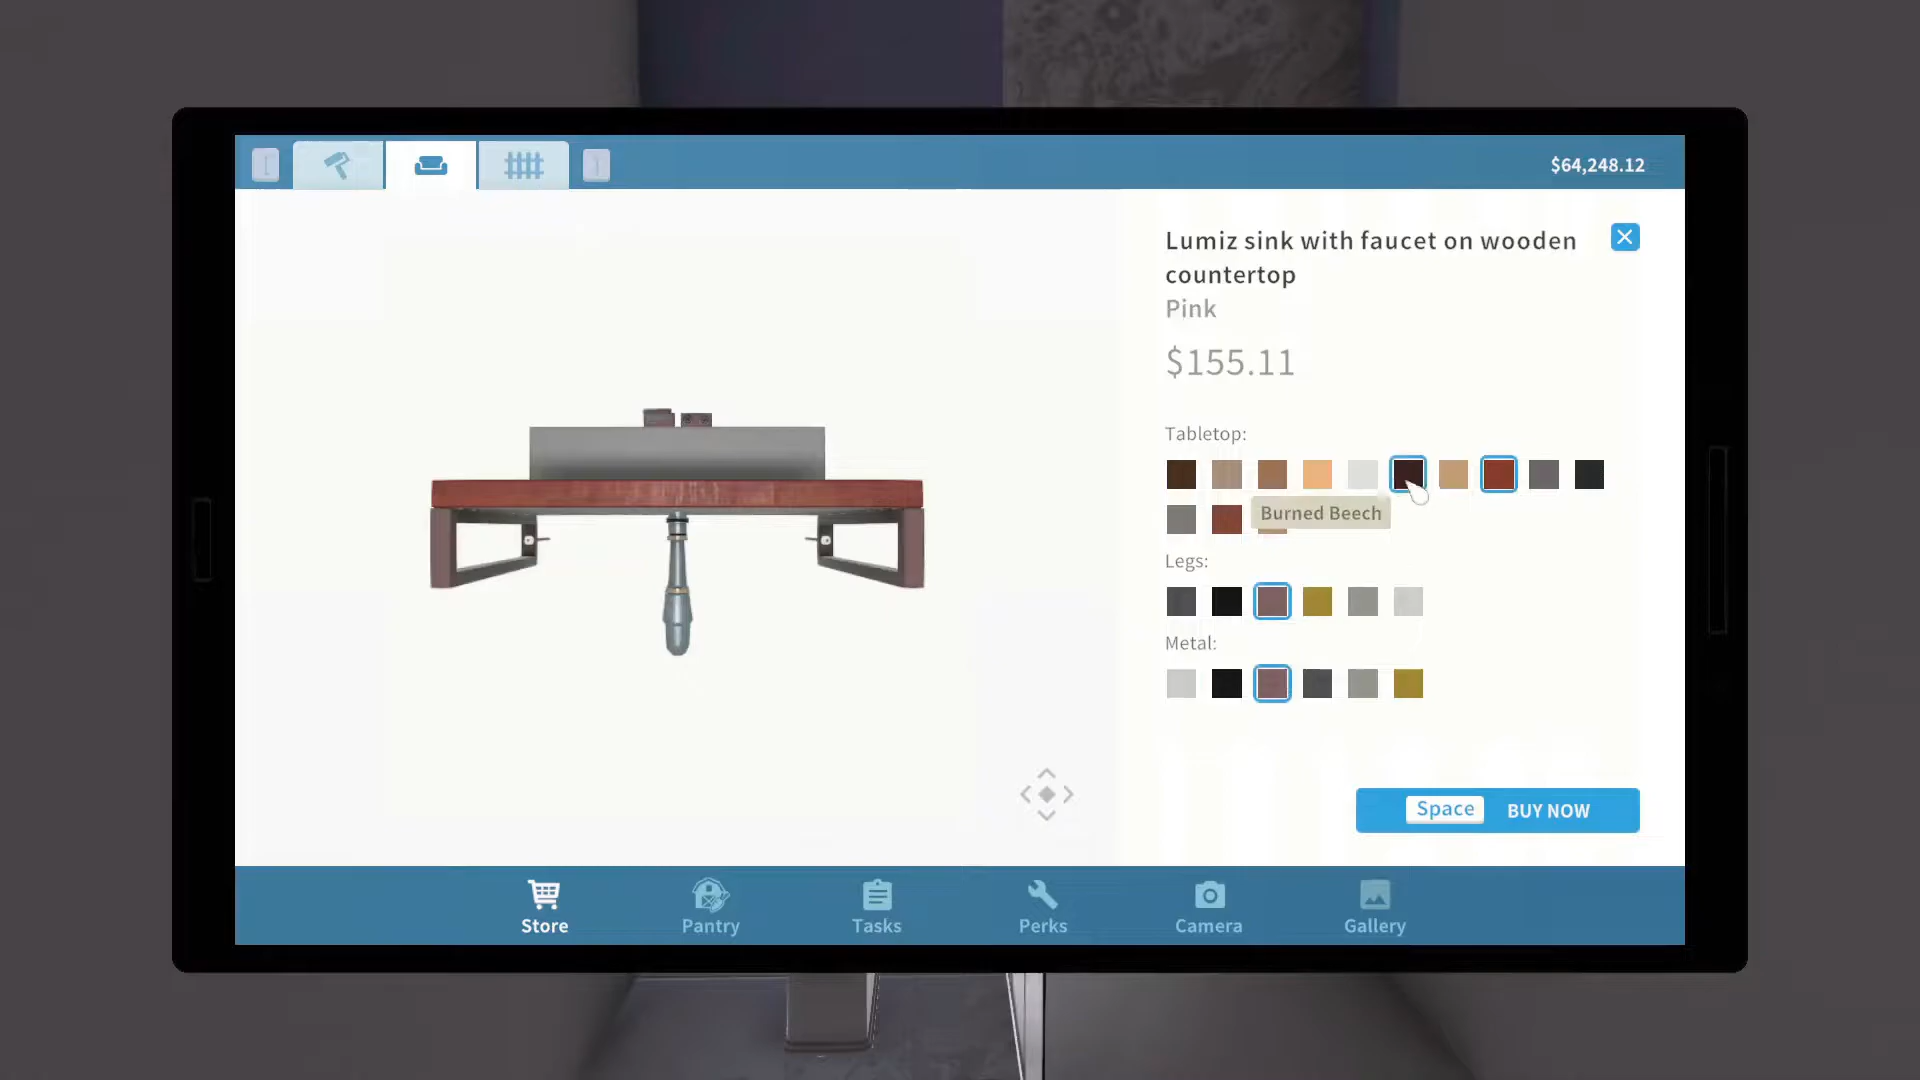 $64,248.12
Lumiz sink with faucet on wooden
countertop
Pink
$155.11
Tabletop:
Burned Beech
Legs:
Metal:
Space BUY NOW
Store Pantry Tasks Perks Camera Gallery